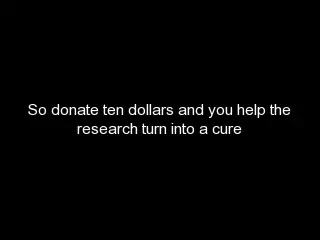 So donate ten dollars and you help the
research turn into a cure